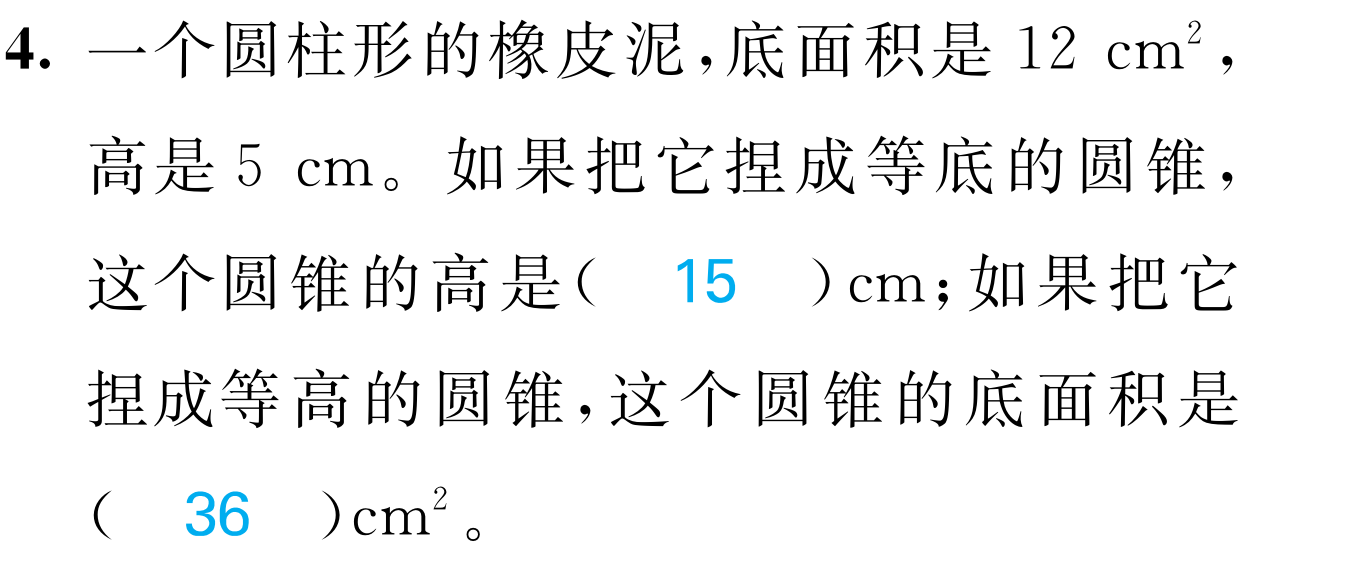 4. 一个圆柱形的橡皮泥,底面积是 12 cm²,
高是 5 cm。如果把它捏成等底的圆锥,
这个圆锥的高是( 15 )cm;如果把它
捏成等高的圆锥,这个圆锥的底面积是
( 36 )cm²。